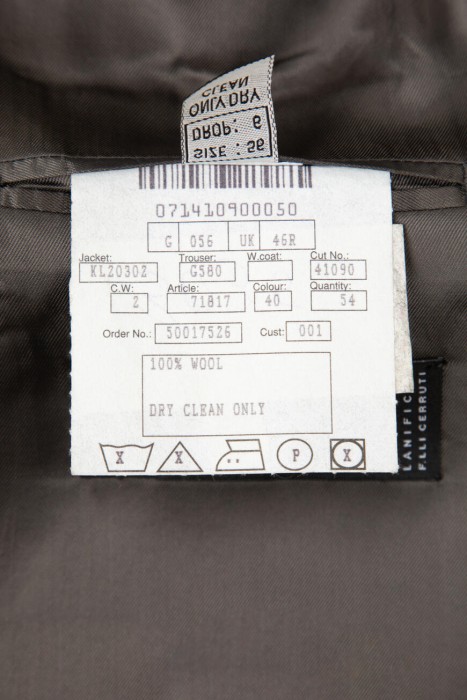 SIZE : 56
DROP: 6
ONLY DRY
CLEAN
071410900050
G 056 UK 46R
Jacket: Trouser: W.coat: Cut No.:
KL20302 G580 41090
C.W: Article: Colour: Quantity:
2 71817 40 54
Order No.: 50017526 Cust: 001
100% WOOL
DRY CLEAN ONLY
X X P X
LANIFIC
F.LLI CERRUTI